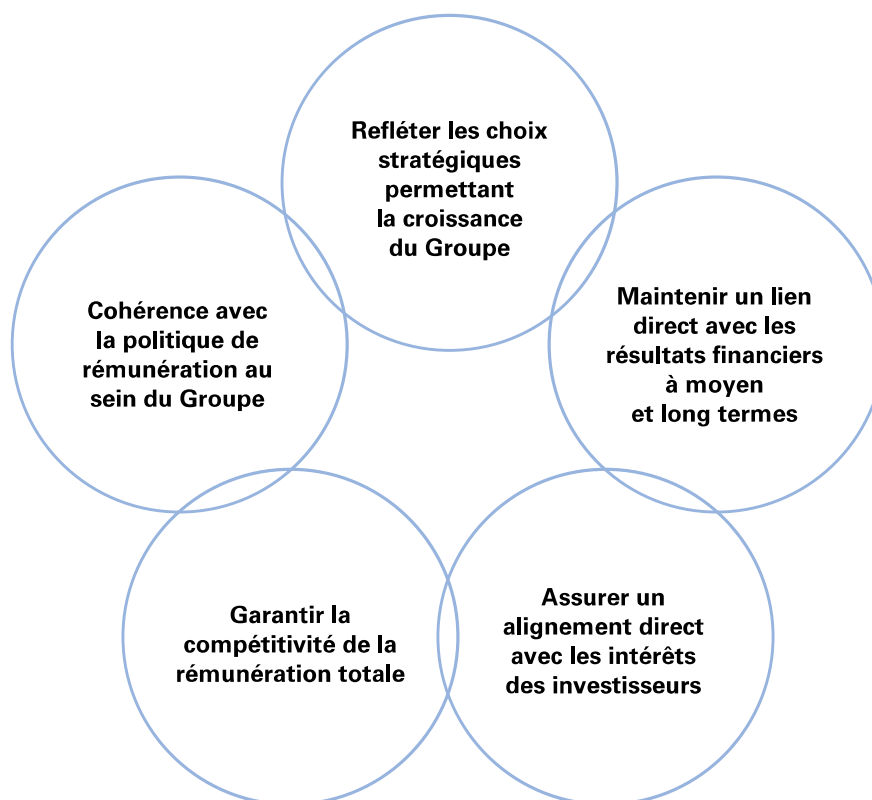 Refléter les choix
stratégiques
permettant
la croissance
du Groupe
Cohérence avec
la politique de
rémunération au
sein du Groupe
Maintenir un lien
direct avec les
résultats financiers
à moyen
et long termes
Garantir la
compétitivité de la
rémunération totale
Assurer un
alignement direct
avec les intérêts
des investisseurs